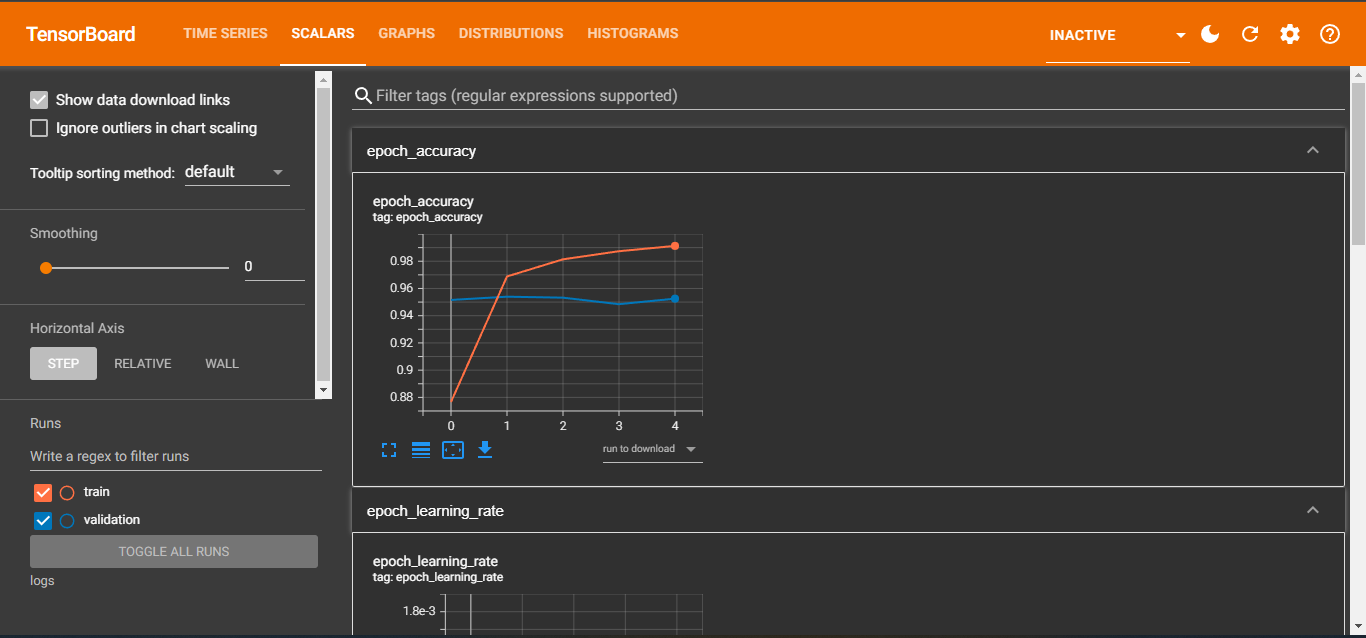 TensorBoard TIME SERIES SCALARS GRAPHS DISTRIBUTIONS HISTOGRAMS INACTIVE
Show data download links
Ignore outliers in chart scaling
Tooltip sorting method: default
Smoothing
0
Horizontal Axis
STEP RELATIVE WALL
Runs
Write a regex to filter runs
train
validation
TOGGLE ALL RUNS
logs
Filter tags (regular expressions supported)
epoch_accuracy
epoch_accuracy
tag: epoch_accuracy
0.98
0.96
0.94
0.92
0.9
0.88
0 1 2 3 4
run to download
epoch_learning_rate
epoch_learning_rate
tag: epoch_learning_rate
1.8e-3